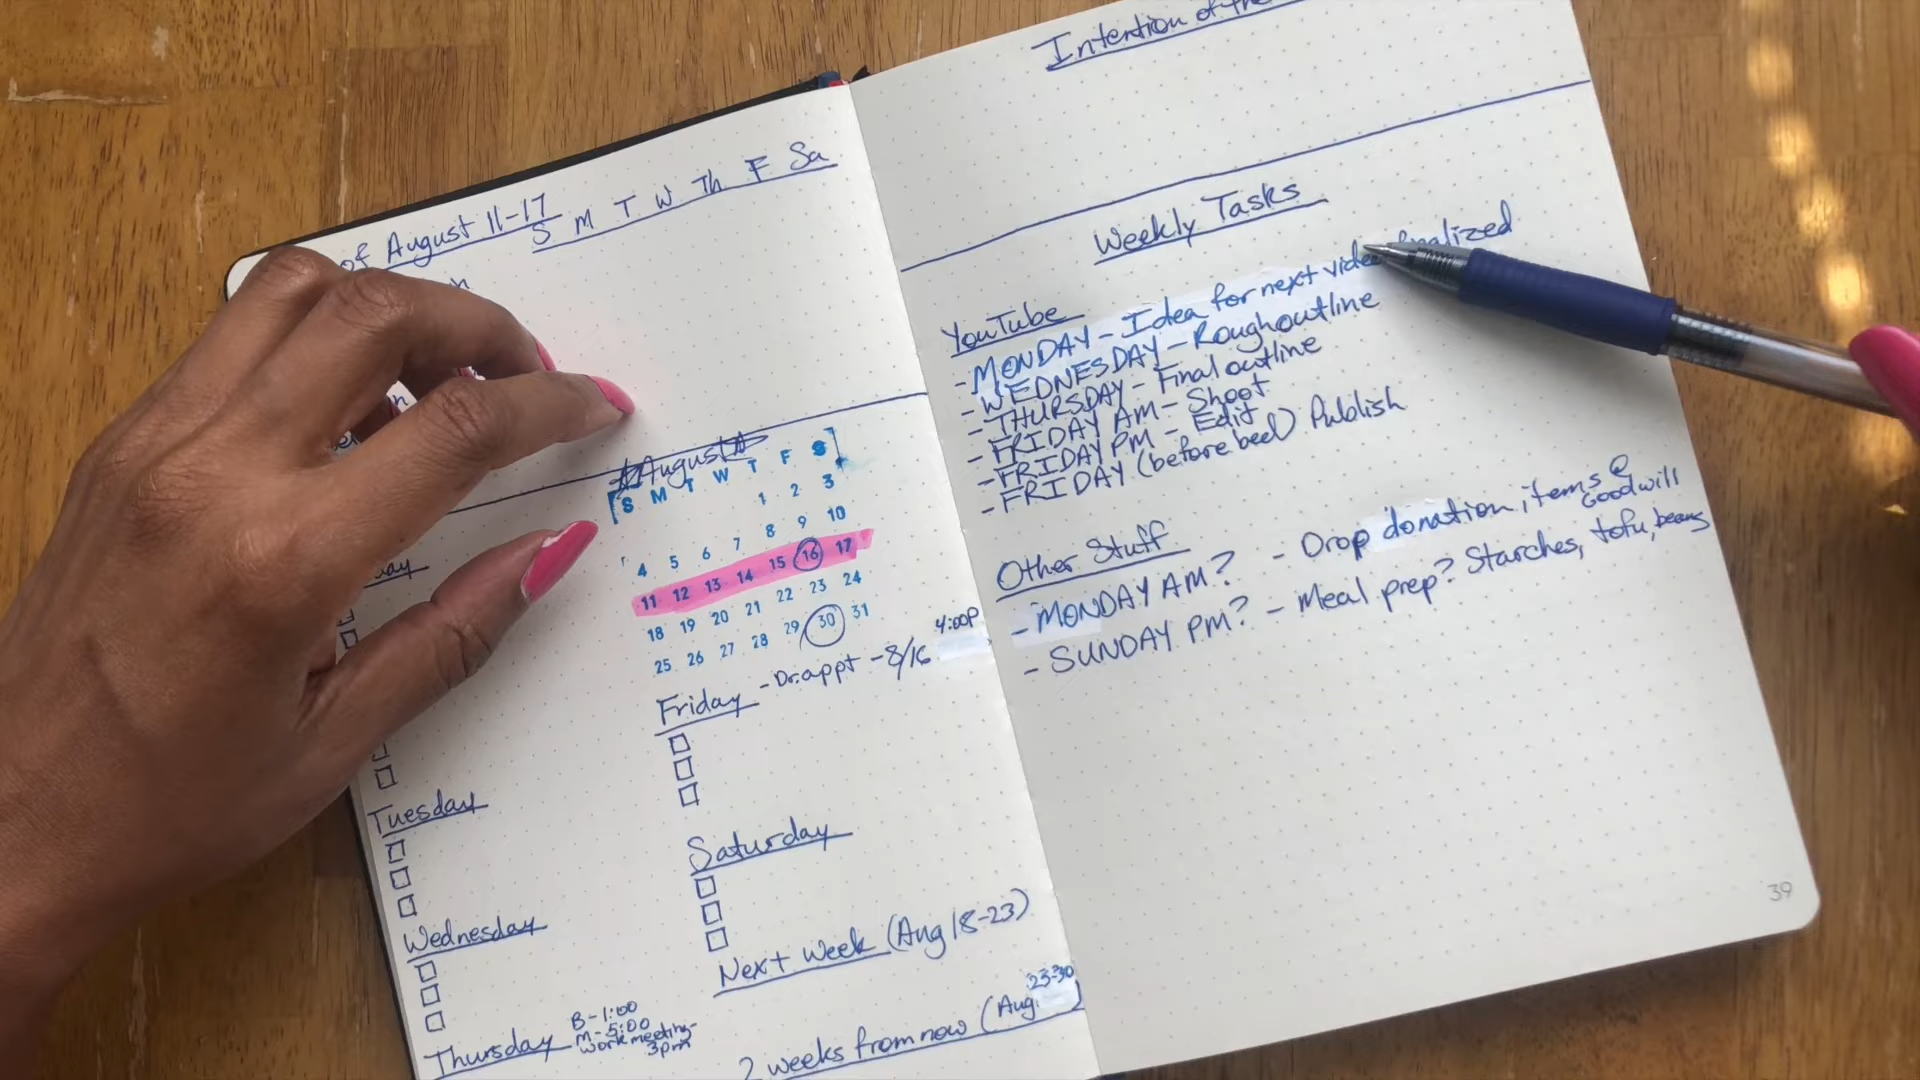 of August 11-17
S M T W Th F Sa
August
S M T W T F S
1 2 3
4 5 6 7 8 9 10
11 12 13 14 15 16 17
18 19 20 21 22 23 24
25 26 27 28 29 30 31
Friday - Dr. appt - 8/16 4:00P
Saturday
Next Week (Aug 18-23)
2 weeks from now (Aug. 23-30)
Tuesday
Wednesday
Thursday
B - 1:00
M - 5:00
work meeting -
3pm
Intention of the
Weekly Tasks
YouTube
- MONDAY - Idea for next video finalized
- WEDNESDAY - Rough outline
- THURSDAY - Final outline
- FRIDAY AM - Shoot
- FRIDAY PM - Edit
- FRIDAY (before bed) Publish
Other Stuff
- MONDAY AM? - Drop donation items @ Goodwill
- SUNDAY PM? - Meal prep? Starches, tofu, beans
39